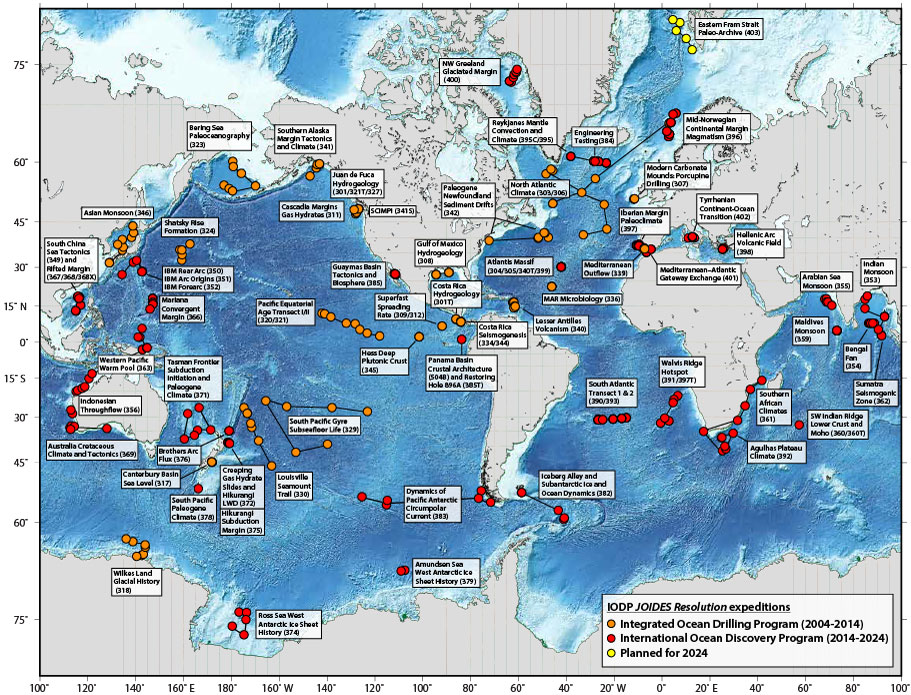 Eastern Fram Strait
Paleo-Archive (403)
75°
NW Greeland
Glaciated Margin
(400)
Reykjanes Mantle
Convection and
Climate (395C/395)
Engineering
Testing(384)
Mid-Norwegian
Continental Margin
Magmatism (396)
Bering Sea
Paleoceanography
(323)
Southern Alaska
Margin Tectonics
and Climate (341)
60°
Juan de Fuca
Hydrogeology
(301/321T/327)
Cascadia Margins
Gas Hydrates (311)
SCIMPI (341S)
Paleogene
Newfoundland
Sediment Drifts
(342)
North Atlantic
Climate (303/306)
Modern Carbonate
Mounds Porcupine
Drilling (307)
Iberian Margin
Paleoclimate
(397)
Tyrrhenian
Continent-Ocean
Transition (402)
Hellenic Arc
Volcanic Field
(398)
Asian Monsoon (346)
Shatsky Rise
Formation (324)
45°
South China
Sea Tectonics
(349) and
Rifted Margin
(367/368/368X)
IBM Rear Arc (350)
IBM Arc Origins (351)
IBM Forearc (352)
Mariana
Convergent
Margin (366)
Guaymas Basin
Tectonics and
Biosphere (385)
Gulf of Mexico
Hydrogeology
(308)
Atlantis Massif
(304/305/340T/399)
Mediterranean
Outflow (339)
Mediterranean–Atlantic
Gateway Exchange (401)
Arabian Sea
Monsoon (355)
Indian
Monsoon
(353)
30°
Superfast
Spreading
Rate (309/312)
Costa Rica
Hydrogeology
(301T)
MAR Microbiology (336)
Pacific Equatorial
Age Transect I/II
(320/321)
Lesser Antilles
Volcanism (340)
Costa Rica
Seismogenesis
(334/344)
15° N
15° N
Maldives
Monsoon
(359)
Bengal
Fan
(354)
Sumatra
Seismogenic
Zone (362)
0°
Hess Deep
Plutonic Crust
(345)
Panama Basin
Crustal Architecture
(504B) and Restoring
Hole 896A (385T)
Western Pacific
Warm Pool (363)
Tasman Frontier
Subduction
Initiation and
Paleogene
Climate (371)
Walvis Ridge
Hotspot
(391/397T)
15° S
15° S
South Atlantic
Transect 1 & 2
(390/393)
Southern
African
Climates
(361)
Indonesian
Throughflow (356)
SW Indian Ridge
Lower Crust and
Moho (360/360T)
30°
South Pacific Gyre
Subseefloer Life (329)
Australia Cretaceous
Climate and Tectonics (369)
Brothers Arc
Flux (376)
Agulhas Plateau
Climate (392)
45°
Canterbury Basin
Sea Level (317)
Creeping
Gas Hydrate
Slides and
Hikurangi
LWD (372)
Louisville
Seamount
Trail (330)
Iceberg Alley and
Subantarctic Ice and
Ocean Dynamics (382)
South Pacific
Paleogene
Climate (378)
Hikurangi
Subduction
Margin (375)
Dynamics of
Pacific Antarctic
Circumpolar
Current (383)
60°
Wilkes Land
Glacial History
(318)
Amundsen Sea
West Antarctic Ice
Sheet History (379)
Ross Sea West
Antarctic Ice Sheet
History (374)
75°
IODP JOIDES Resolution expeditions
Integrated Ocean Drilling Program (2004-2014)
International Ocean Discovery Program (2014-2024)
Planned for 2024
100° 120° 140° 160° E 180° 160° W 140° 120° 100° 80° 60° 40° 20° W 0° 20° E 40° 60° 80° 100°